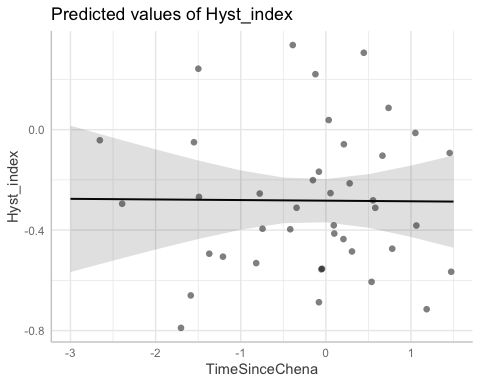 Predicted values of Hyst_index
Hyst_index
0.0
-0.4
-0.8
-3 -2 -1 0 1
TimeSinceChena